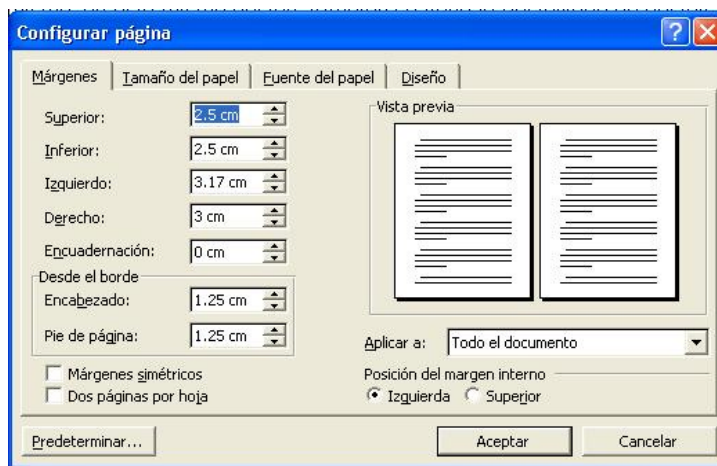 Configurar página
Márgenes Tamaño del papel Fuente del papel Diseño
Superior: 2.5 cm
Inferior: 2.5 cm
Izquierdo: 3.17 cm
Derecho: 3 cm
Encuadernación: 0 cm
Desde el borde
Encabezado: 1.25 cm
Pie de página: 1.25 cm
Márgenes simétricos
Dos páginas por hoja
Vista previa
Aplicar a: Todo el documento
Posición del margen interno
Izquierda Superior
Predeterminar... Aceptar Cancelar